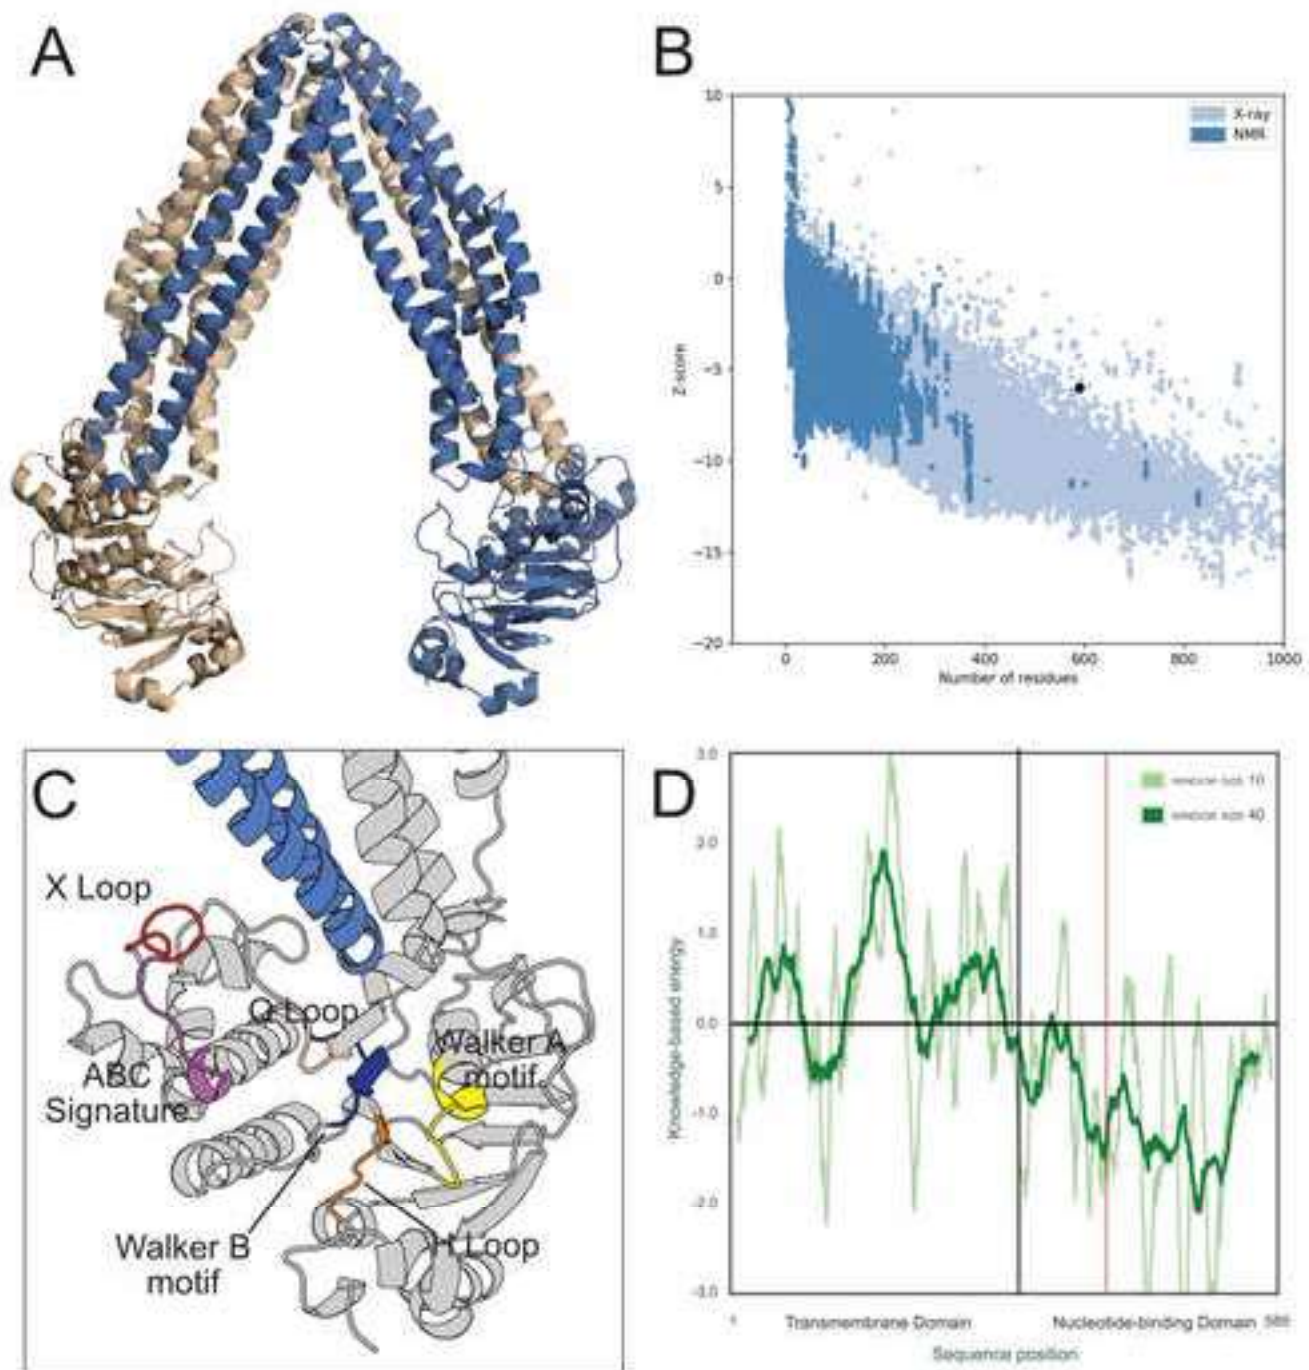 A
B
10
5
0
−5
−10
−15
−20
Z-score
X-ray
NMR
0
200
400
600
800
1000
Number of residues
C
X Loop
Q Loop
Walker A
motif
ABC
Signature
Walker B
motif
H Loop
D
3.0
2.0
1.0
0.0
-1.0
-2.0
-3.0
Knowledge-based energy
window size 10
window size 40
Transmembrane Domain
Nucleotide-binding Domain
Sequence position